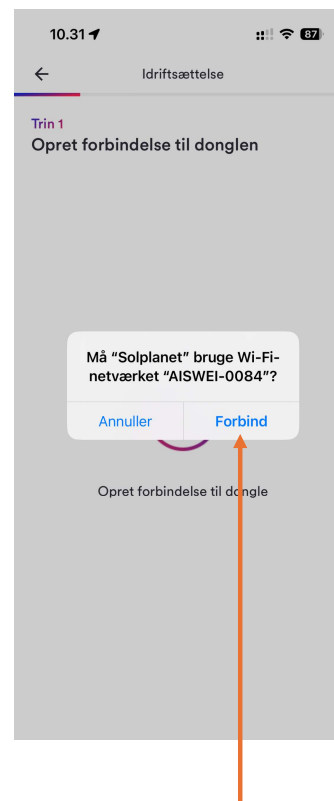 10.31
87
Idriftsættelse
Trin 1
Opret forbindelse til donglen
Må “Solplanet” bruge Wi-Fi-
netværket “AISWEI-0084”?
Annuller
Forbind
Opret forbindelse til dongle